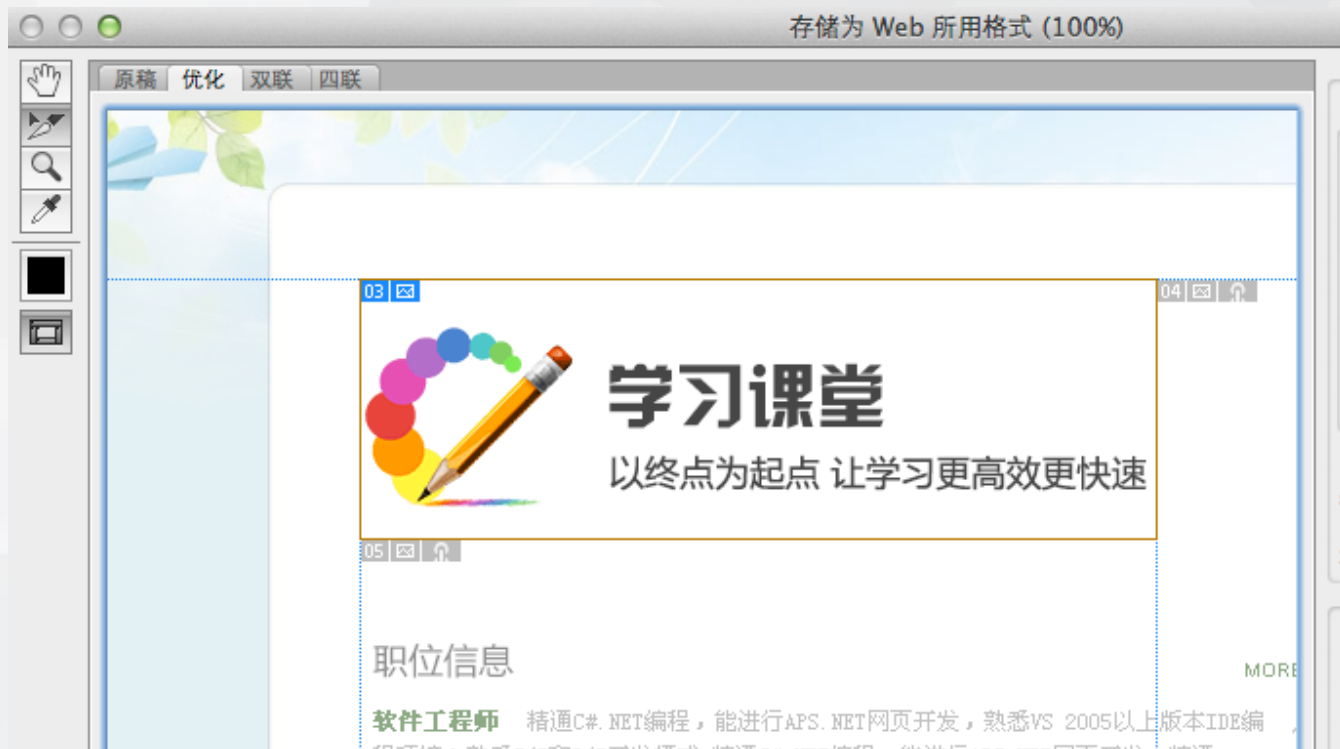 存储为 Web 所用格式 (100%)
原稿 优化 双联 四联
03
04
学习课堂
以终点为起点 让学习更高效更快速
05
职位信息
MORE
软件工程师 精通C#.NET编程，能进行APS.NET网页开发，熟悉VS 2005以上版本IDE编